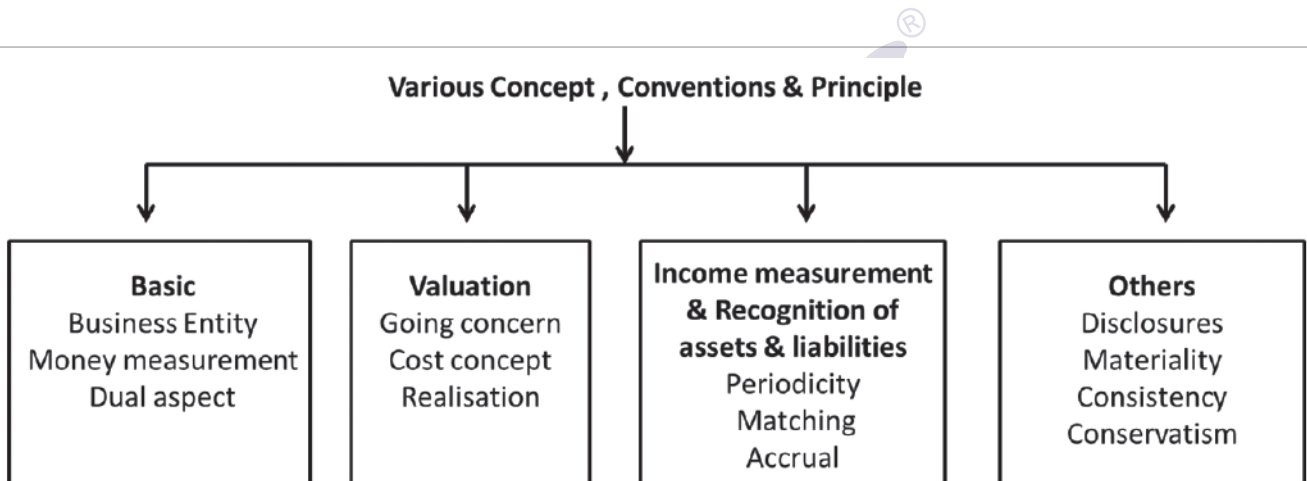 ®
Various Concept , Conventions & Principle
Basic
Business Entity
Money measurement
Dual aspect
Valuation
Going concern
Cost concept
Realisation
Income measurement
& Recognition of
assets & liabilities
Periodicity
Matching
Accrual
Others
Disclosures
Materiality
Consistency
Conservatism